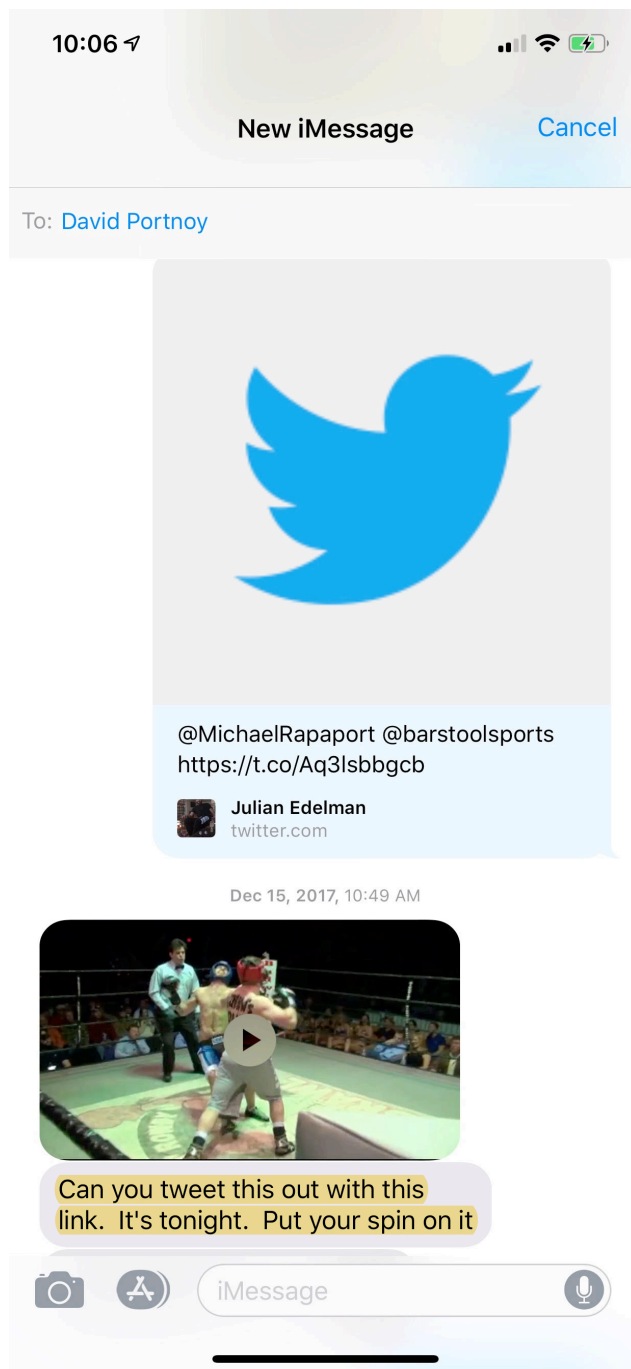 10:06
New iMessage
Cancel
To: David Portnoy
@MichaelRapaport @barstoolsports
https://t.co/Aq3lsbbgcb
Julian Edelman
twitter.com
Dec 15, 2017, 10:49 AM
Can you tweet this out with this
link.  It's tonight.  Put your spin on it
iMessage